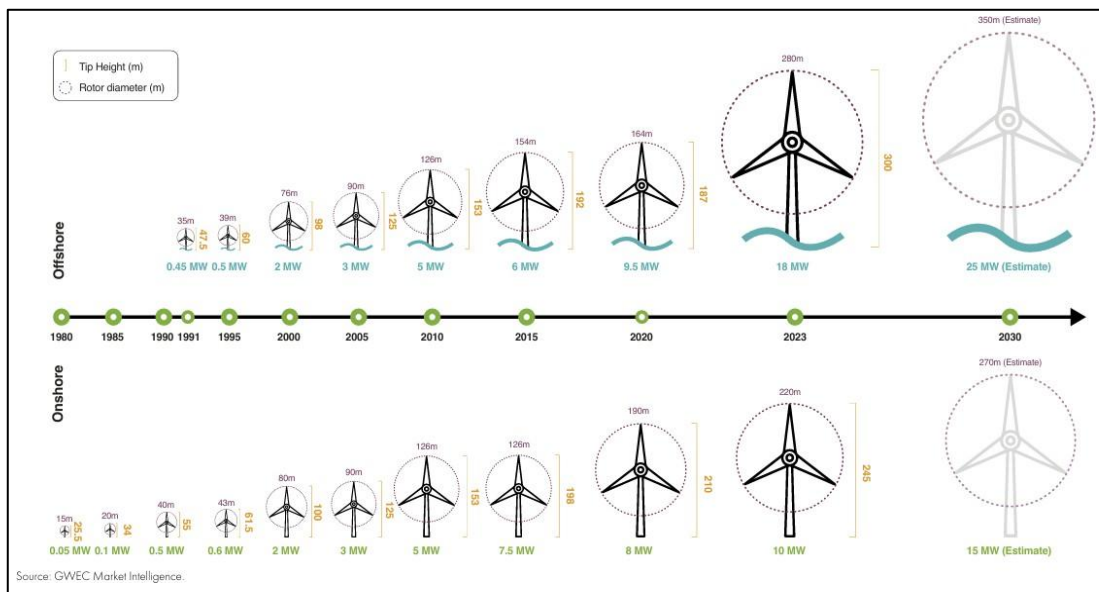 Tip Height (m)
Rotor diameter (m)
Offshore
35m 39m 76m 90m 126m 154m 164m 280m 350m (Estimate)
47.5 60 98 125 153 192 187 300
0.45 MW 0.5 MW 2 MW 3 MW 5 MW 6 MW 9.5 MW 18 MW 25 MW (Estimate)
1980 1985 1990 1991 1995 2000 2005 2010 2015 2020 2023 2030
Onshore
15m 20m 40m 43m 80m 90m 126m 126m 190m 220m 270m (Estimate)
25.5 34 55 61.5 100 125 153 198 210 245
0.05 MW 0.1 MW 0.5 MW 0.6 MW 2 MW 3 MW 5 MW 7.5 MW 8 MW 10 MW 15 MW (Estimate)
Source: GWEC Market Intelligence.